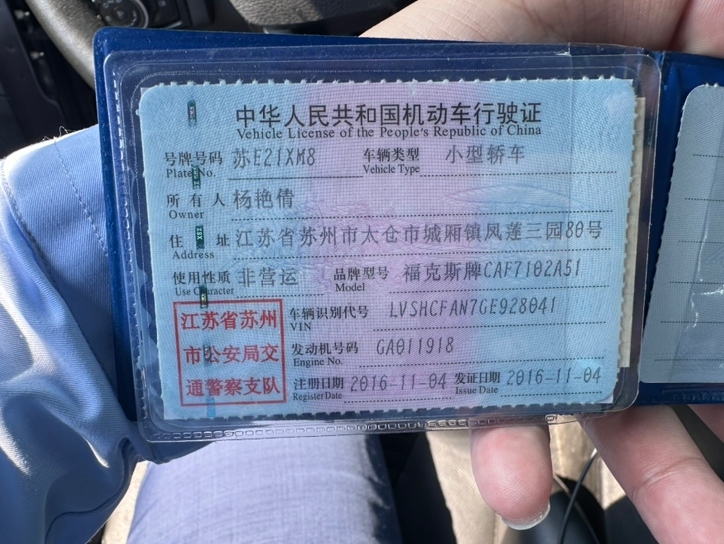 中华人民共和国机动车行驶证
Vehicle License of the People's Republic of China
号牌号码 苏E21XM8 车辆类型 小型轿车
Plate No. Vehicle Type
所有人 杨艳倩
Owner
住址 江苏省苏州市太仓市城厢镇凤莲三园80号
Address
使用性质 非营运 品牌型号 福克斯牌CAF7102A51
Use Character Model
车辆识别代号 LVSHCFAN7GE928041
VIN
发动机号码 GA011918
Engine No.
注册日期 2016-11-04 发证日期 2016-11-04
Register Date Issue Date
江苏省苏州
市公安局交
通警察支队